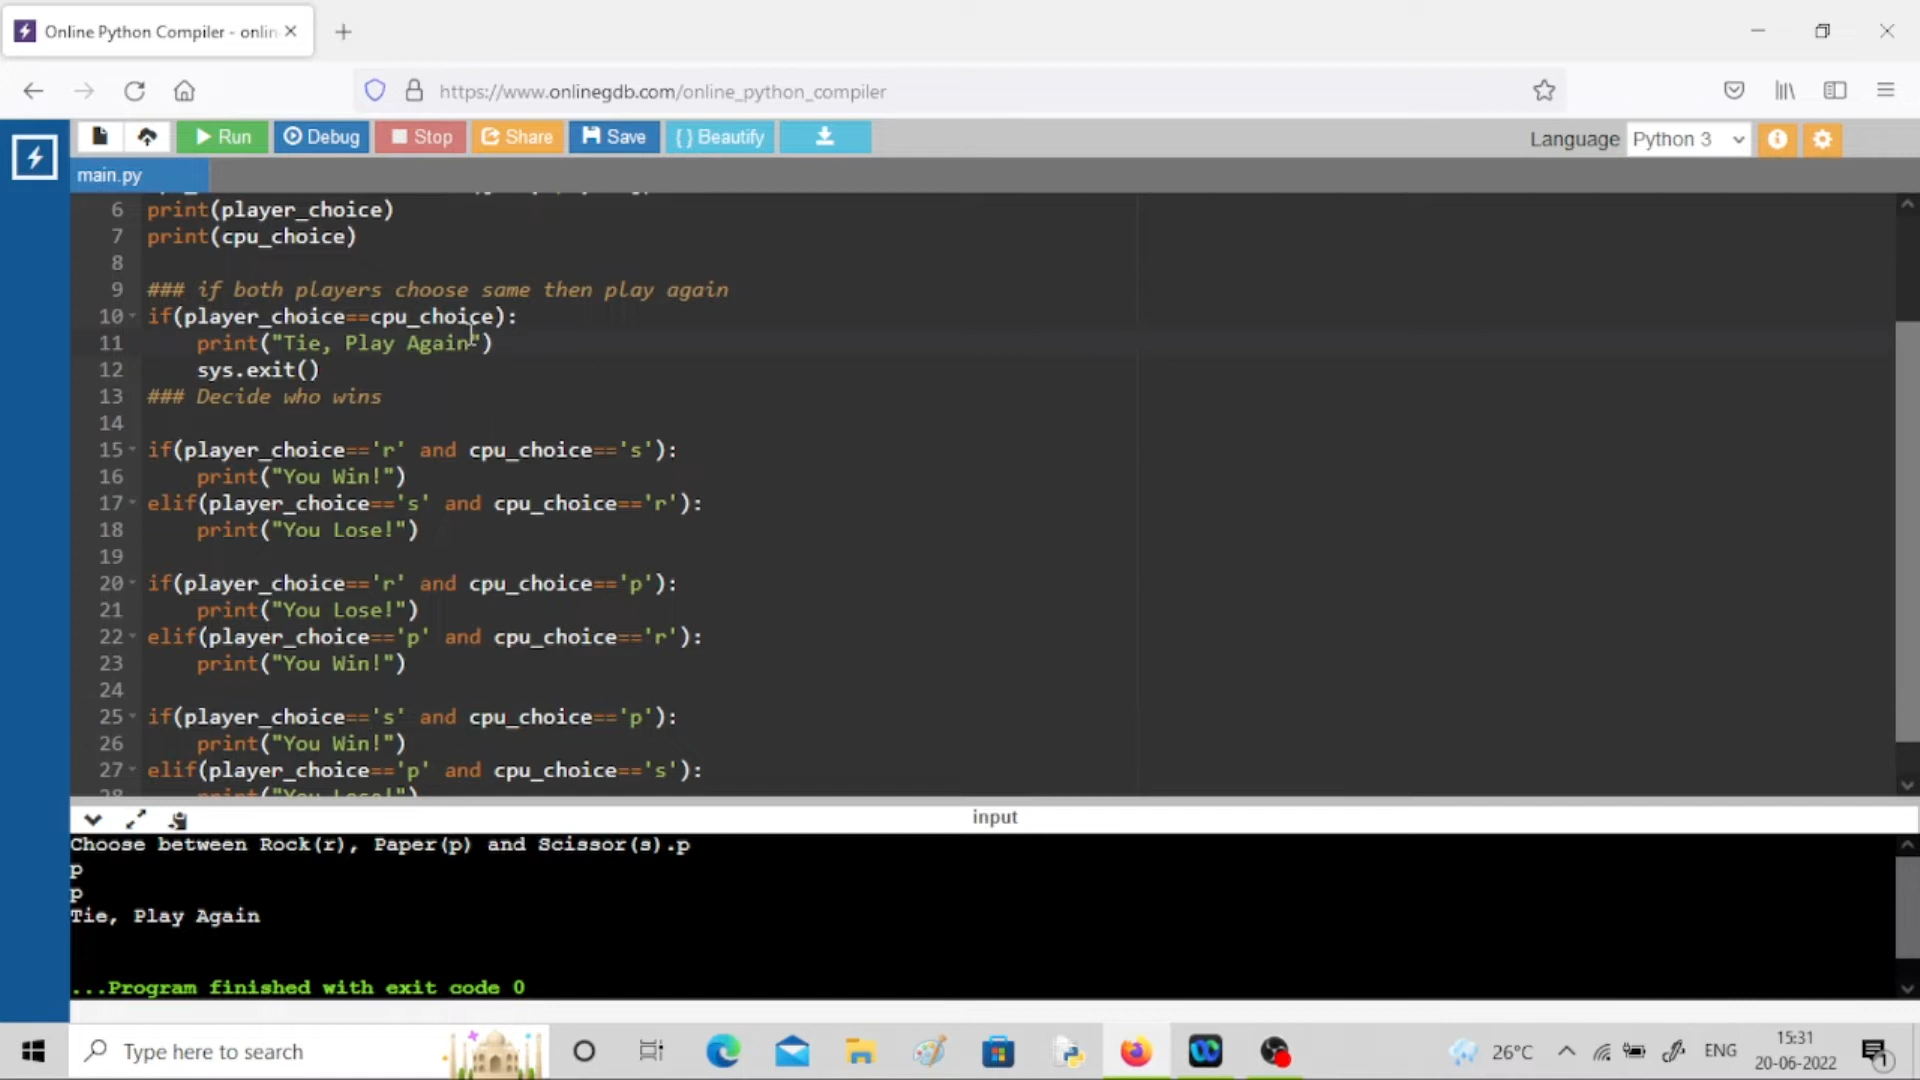 Online Python Compiler - onlin
https://www.onlinegdb.com/online_python_compiler
Run Debug Stop Share Save { } Beautify Language Python 3
main.py
6 print(player_choice)
7 print(cpu_choice)
8
9 ### if both players choose same then play again
10 if(player_choice==cpu_choice):
11 print("Tie, Play Again")
12 sys.exit()
13 ### Decide who wins
14
15 if(player_choice=='r' and cpu_choice=='s'):
16 print("You Win!")
17 elif(player_choice=='s' and cpu_choice=='r'):
18 print("You Lose!")
19
20 if(player_choice=='r' and cpu_choice=='p'):
21 print("You Lose!")
22 elif(player_choice=='p' and cpu_choice=='r'):
23 print("You Win!")
24
25 if(player_choice=='s' and cpu_choice=='p'):
26 print("You Win!")
27 elif(player_choice=='p' and cpu_choice=='s'):
28 print("You Lose!")
input
Choose between Rock(r), Paper(p) and Scissor(s).p
p
p
Tie, Play Again
...Program finished with exit code 0
Type here to search
26°C
ENG
15:31
20-06-2022
1